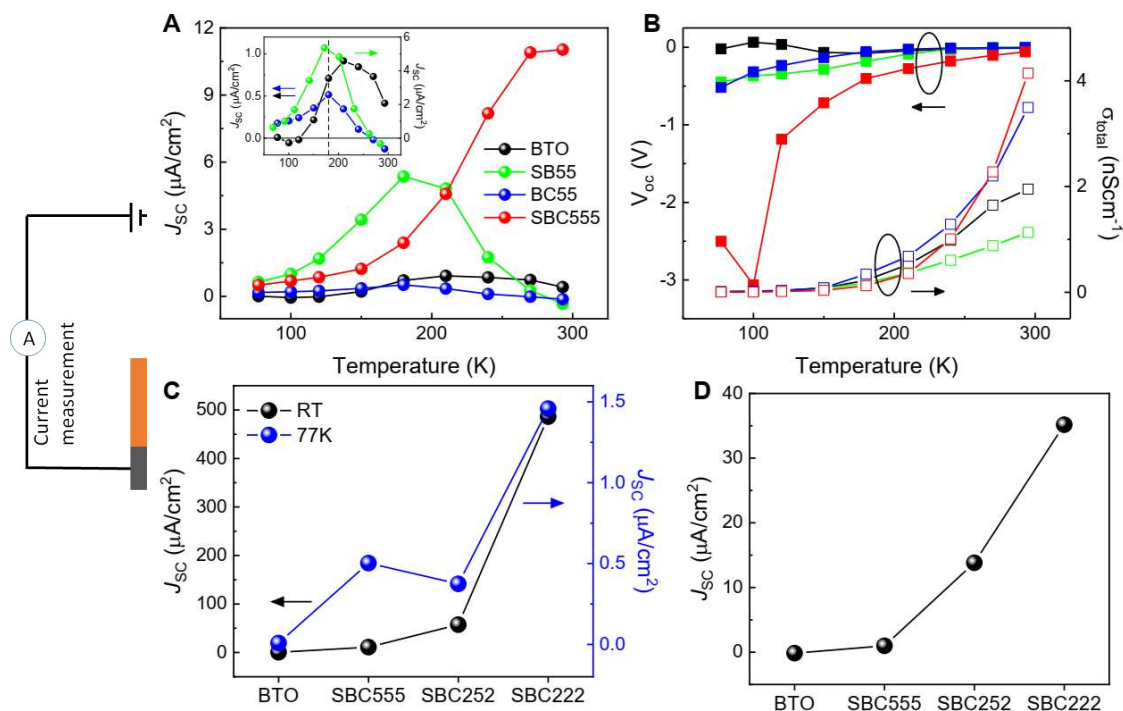 A
Current
measurement
A
J_SC (μA/cm²)
12
9
6
3
0
100
200
300
Temperature (K)
BTO
SB55
BC55
SBC555
J_SC (μA/cm²)
1.0
0.5
0.0
100
200
300
6
4
2
0
J_SC (μA/cm²)
B
V_oc (V)
0
-1
-2
-3
100
150
200
250
300
Temperature (K)
4
2
0
σ_total (nScm⁻¹)
C
RT
77K
J_SC (μA/cm²)
500
400
300
200
100
0
1.5
1.0
0.5
0.0
J_SC (μA/cm²)
BTO SBC555 SBC252 SBC222
D
J_SC (μA/cm²)
40
30
20
10
0
BTO SBC555 SBC252 SBC222